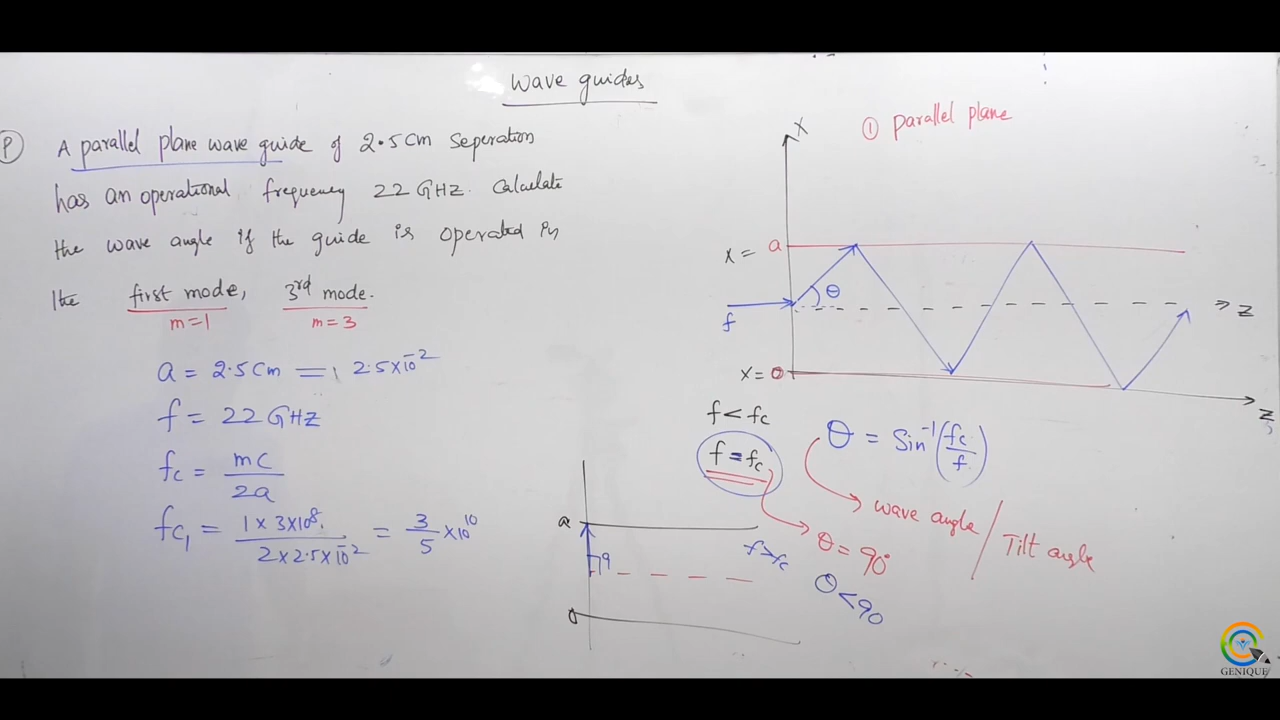 Wave guides
P A parallel plane wave guide of 2.5cm Seperation
has an operational frequency 22 GHZ. Calculate
the wave angle if the guide is operated in
the first mode, 3rd mode.
m=1 m=3
a = 2.5cm = 2.5×10⁻²
f = 22 GHZ
fc = mc / 2a
fc₁ = 1×3×10⁸ / 2×2.5×10⁻² = 3/5 ×10¹⁰
① parallel plane
X
x = a
θ
f
Z
x = 0
Z
f < fc
f = fc
θ = Sin⁻¹(fc/f)
wave angle / Tilt angle
θ = 90°
a
f > fc
θ < 90
0
GENIQUE